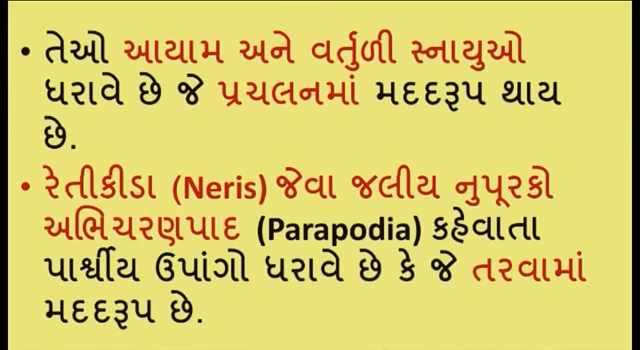 • તેઓ આયામ અને વર્તુળી સ્નાયુઓ
ધરાવે છે જે પ્રચલનમાં મદદરૂપ થાય
છે.
• રેતીકીડા (Neris) જેવા જલીય નુપૂરકો
અભિચરણપાદ (Parapodia) કહેવાતા
પાર્શ્વીય ઉપાંગો ધરાવે છે કે જે તરવામાં
મદદરૂપ છે.